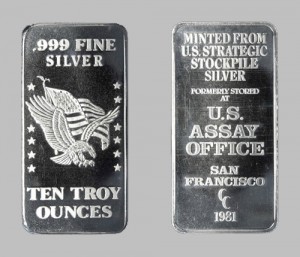 .999 FINE
SILVER
TEN TROY
OUNCES
MINTED FROM
U.S. STRATEGIC
STOCKPILE
SILVER
FORMERLY STORED
AT
U.S.
ASSAY
OFFICE
SAN
FRANCISCO
CC
1981